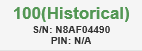 100(Historical)
S/N: N8AF04490
PIN: N/A